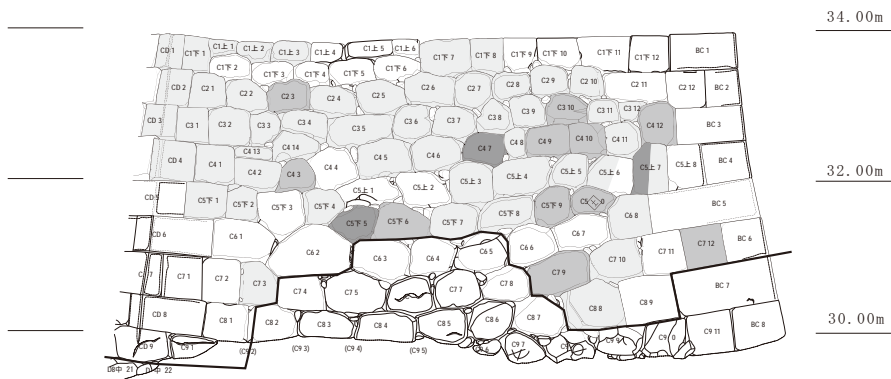 34.00m
CD 1 C1下 1 C1上 1 C1上 2 C1上 3 C1上 4 C1上 5 C1上 6 C1下 7 C1下 8 C1下 9 C1下 10 C1下 11 C1下 12 BC 1
C1下 2 C1下 3 C1下 4 C1下 5 C1下 6
CD 2 C2 1 C2 2 C2 3 C2 4 C2 5 C2 6 C2 7 C2 8 C2 9 C2 10 C2 11 C2 12 BC 2
CD 3 C3 1 C3 2 C3 3 C3 4 C3 5 C3 6 C3 7 C3 8 C3 9 C3 10 C3 11 C3 12 BC 3
C4 13 C4 14 C4 7 C4 8 C4 9 C4 10 C4 11 C4 12
CD 4 C4 1 C4 2 C4 3 C4 4 C4 5 C4 6 BC 4
32.00m
C5上 1 C5上 2 C5上 3 C5上 4 C5上 5 C5上 6 C5上 7 C5上 8
CD 5 C5下 1 C5下 2 C5下 3 C5下 4 C5下 5 C5下 6 C5下 7 C5下 8 C5下 9 BC 5
CD 6 C6 1 C6 2 C6 3 C6 4 C6 5 C6 6 C6 7 C6 8 BC 6
C7 1 C7 2 C7 3 C7 4 C7 5 C7 7 C7 8 C7 9 C7 10 C7 11 C7 12 BC 7
CD 8 C8 1 C8 2 C8 3 C8 4 C8 5 C8 6 C8 7 C8 8 C8 9 BC 8
30.00m
CD 9 C9 1 (C9 2) (C9 3) (C9 4) (C9 5) C9 6 C9 7 C9 11
D8中 21 22